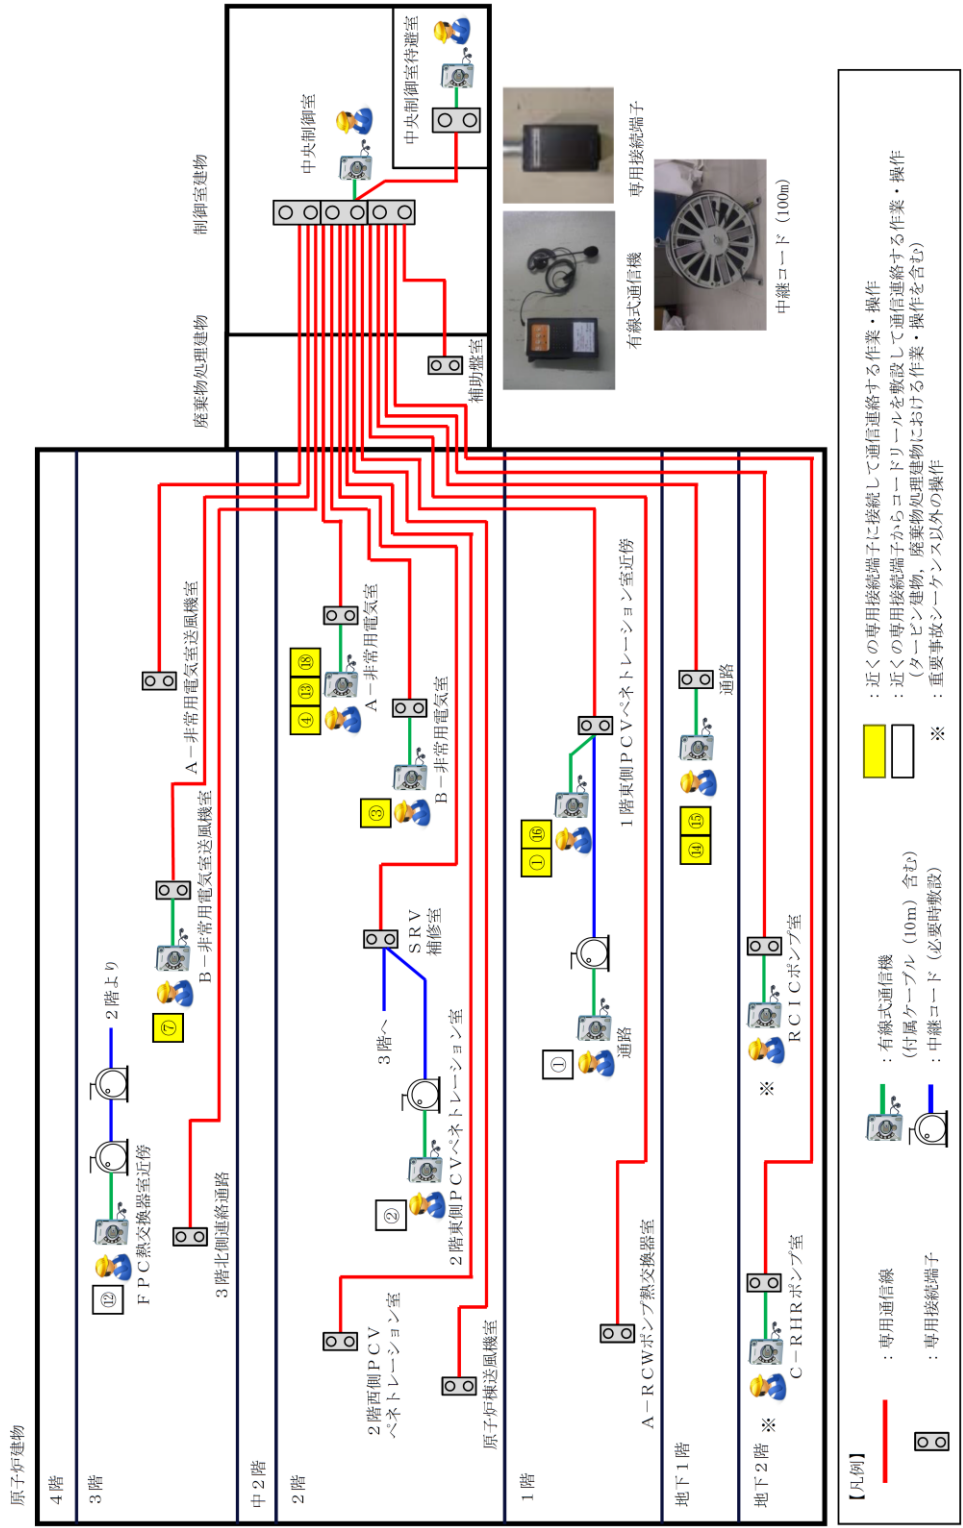 原子炉建物
廃棄物処理建物
制御室建物
4階
3階
中2階
2階
1階
地下1階
地下2階
中央制御室
中央制御室待避室
補助盤室
⑫
FPC熱交換器室近傍
2階より
3階北側連絡通路
⑦
B-非常用電気室送風機室
A-非常用電気室送風機室
④ ⑬ ⑱
A-非常用電気室
③
B-非常用電気室
SRV
補修室
3階へ
②
2階東側PCVペネトレーション室
2階西側PCV
ペネトレーション室
原子炉棟送風機室
① ⑯
1階東側PCVペネトレーション室近傍
①
通路
A-RCWポンプ熱交換器室
⑭ ⑮
通路
※
RCICポンプ室
※
C-RHRポンプ室
有線式通信機
専用接続端子
中継コード(100m)
【凡例】
:専用通信線
:専用接続端子
:有線式通信機
(付属ケーブル(10m)含む)
:中継コード(必要時敷設)
:近くの専用接続端子に接続して通信連絡する作業・操作
:近くの専用接続端子からコードリールを敷設して通信連絡する作業・操作
(タービン建物,廃棄物処理建物における作業・操作を含む)
※ :重要事故シーケンス以外の操作